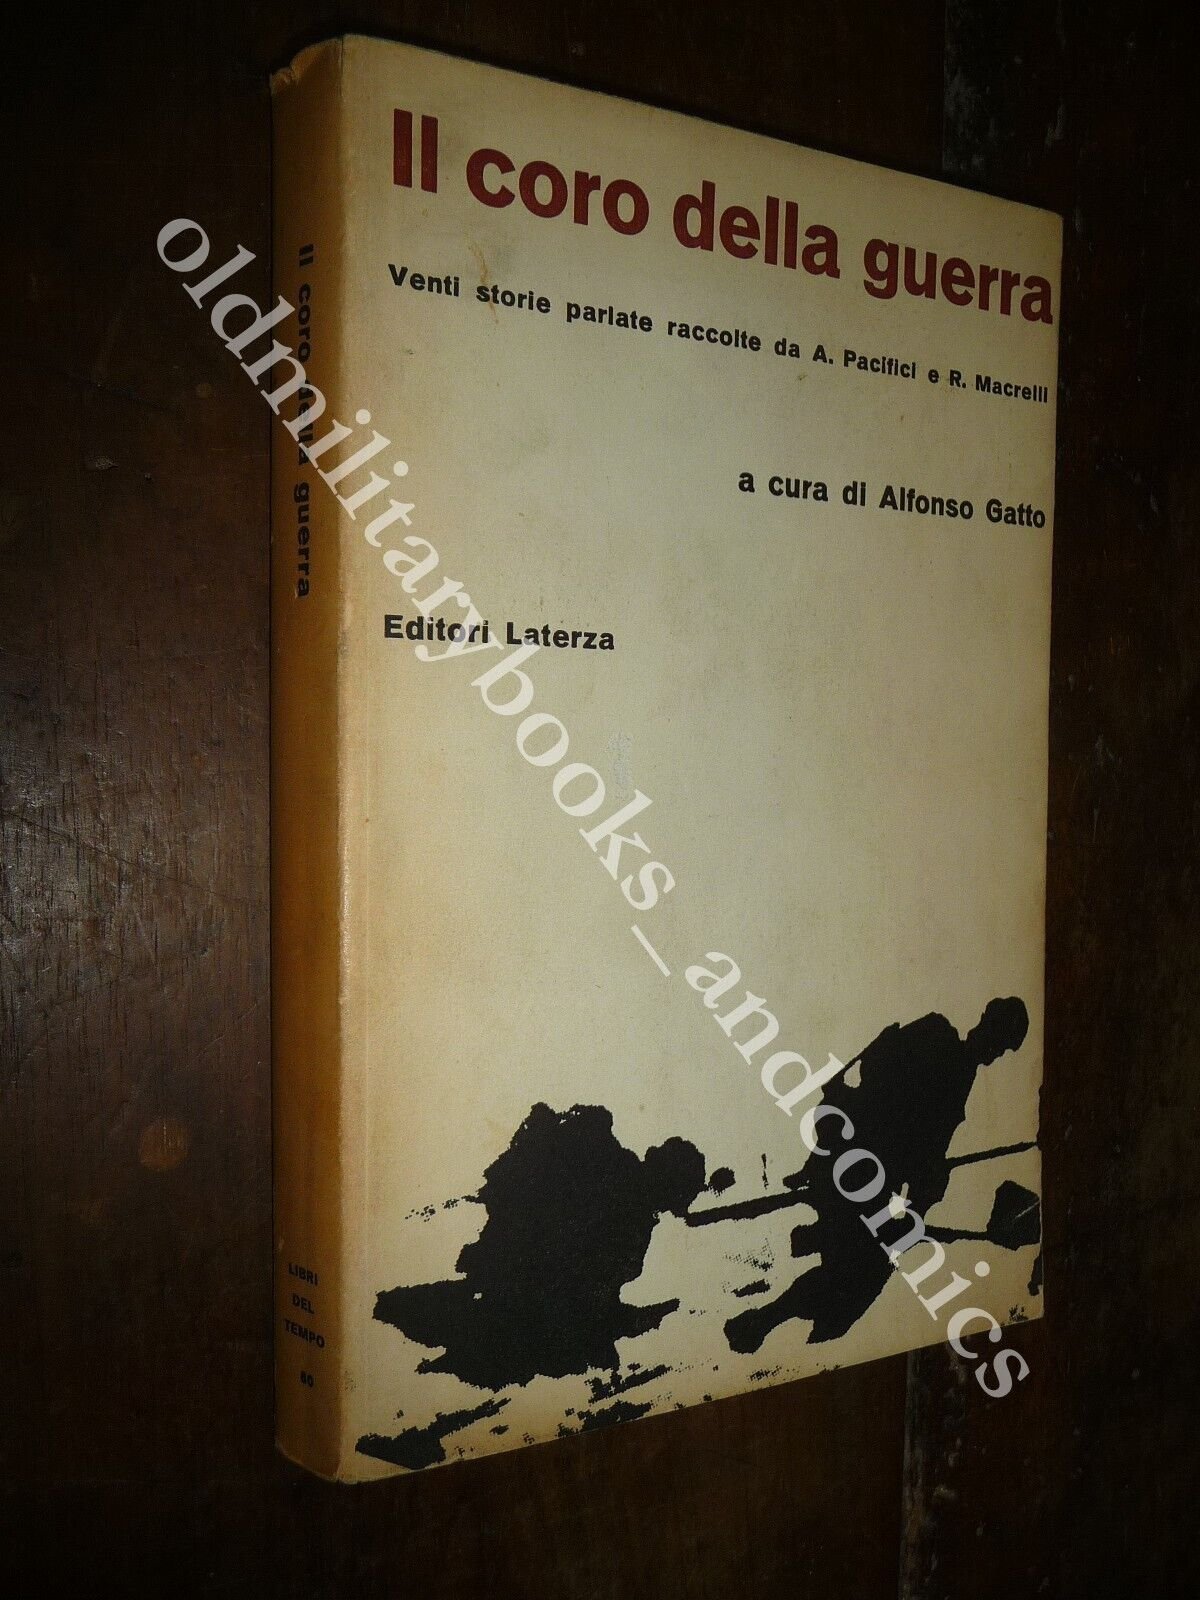 Il coro della guerra
Venti storie parlate raccolte da A. Pacifici e R. Macrelli
a cura di Alfonso Gatto
Editori Laterza
Il coro della guerra
LIBRI
DEL
TEMPO
80
oldmilitarybooks_andcomics